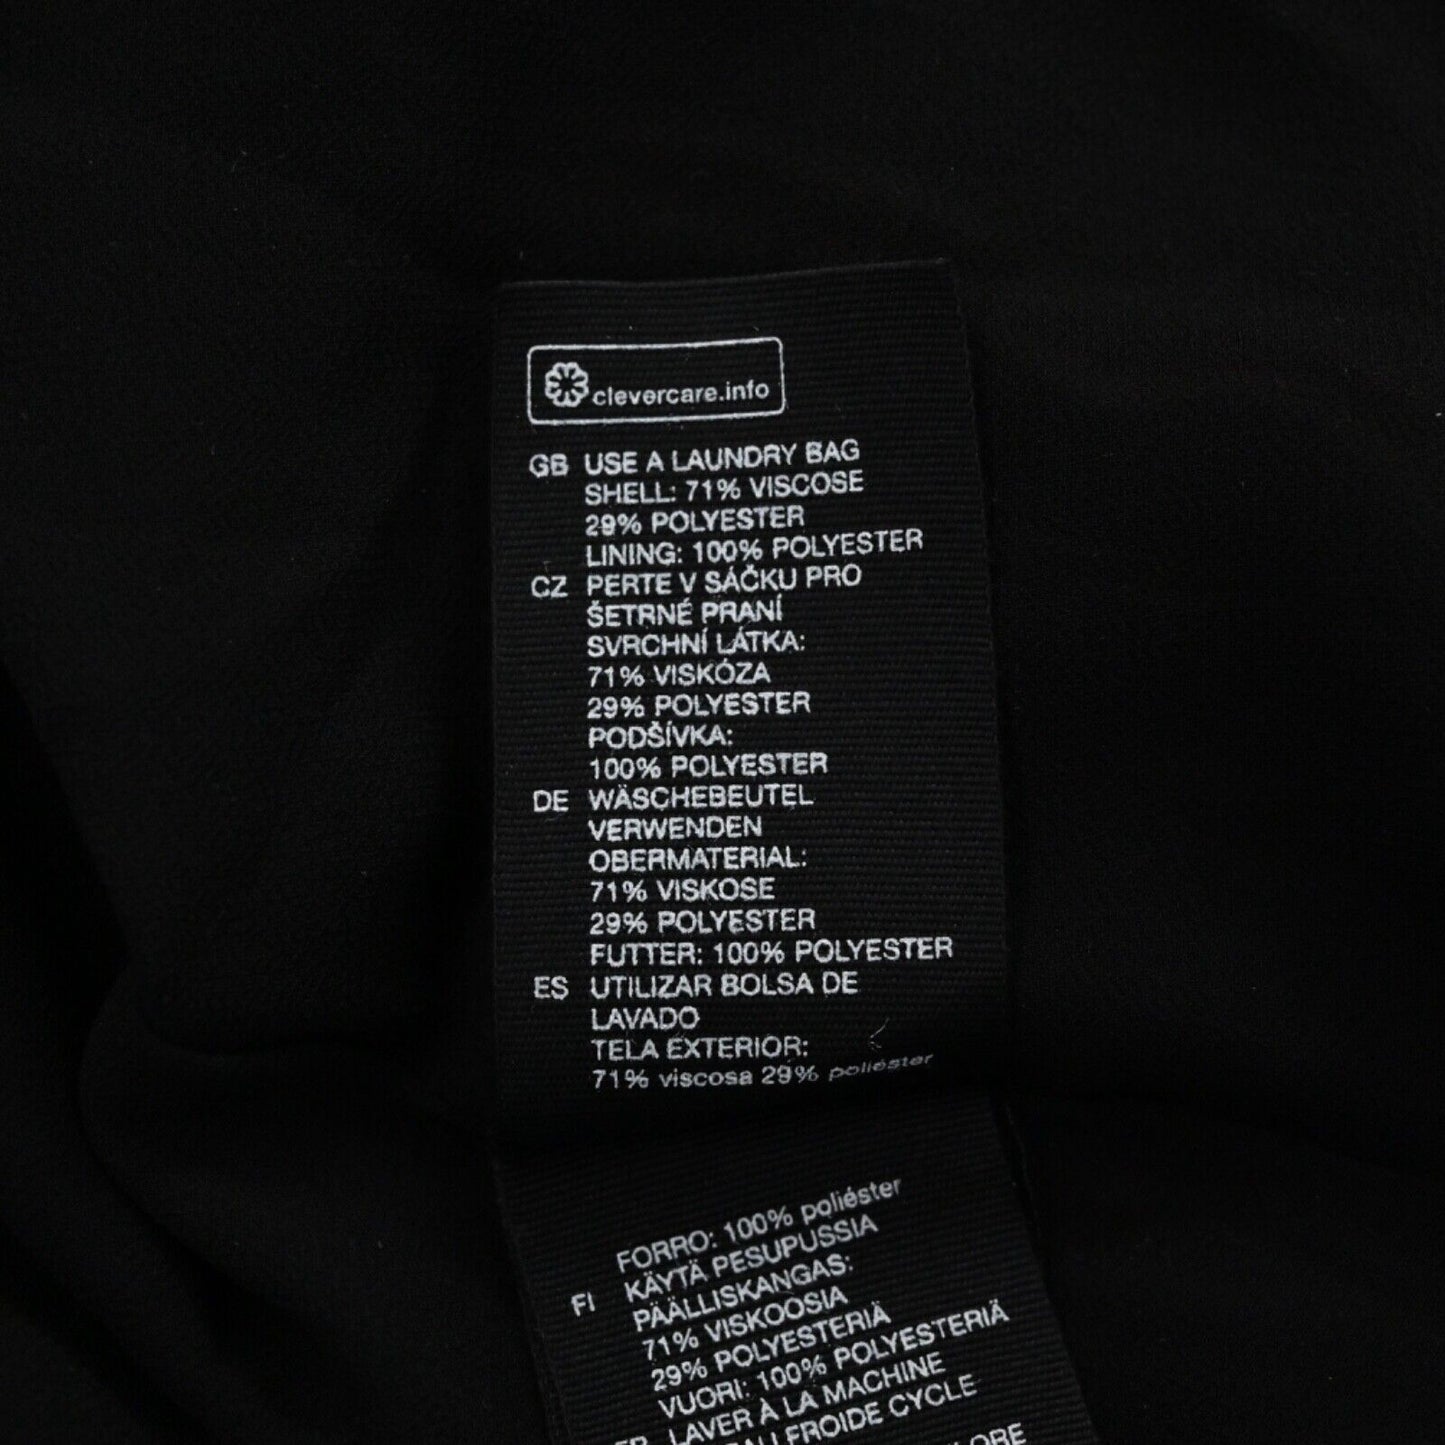 clevercare.info
GB USE A LAUNDRY BAG
SHELL: 71% VISCOSE
29% POLYESTER
LINING: 100% POLYESTER
CZ PERTE V SÁČKU PRO
ŠETRNÉ PRANÍ
SVRCHNÍ LÁTKA:
71% VISKÓZA
29% POLYESTER
PODŠÍVKA:
100% POLYESTER
DE WÄSCHEBEUTEL
VERWENDEN
OBERMATERIAL:
71% VISKOSE
29% POLYESTER
FUTTER: 100% POLYESTER
ES UTILIZAR BOLSA DE
LAVADO
TELA EXTERIOR:
71% viscosa 29% poliéster
FORRO: 100% poliéster
FI KÄYTÄ PESUPUSSIA
PÄÄLLISKANGAS:
71% VISKOOSIA
29% POLYESTERIÄ
VUORI: 100% POLYESTERIÄ
FR LAVER À LA MACHINE
FROIDE CYCLE